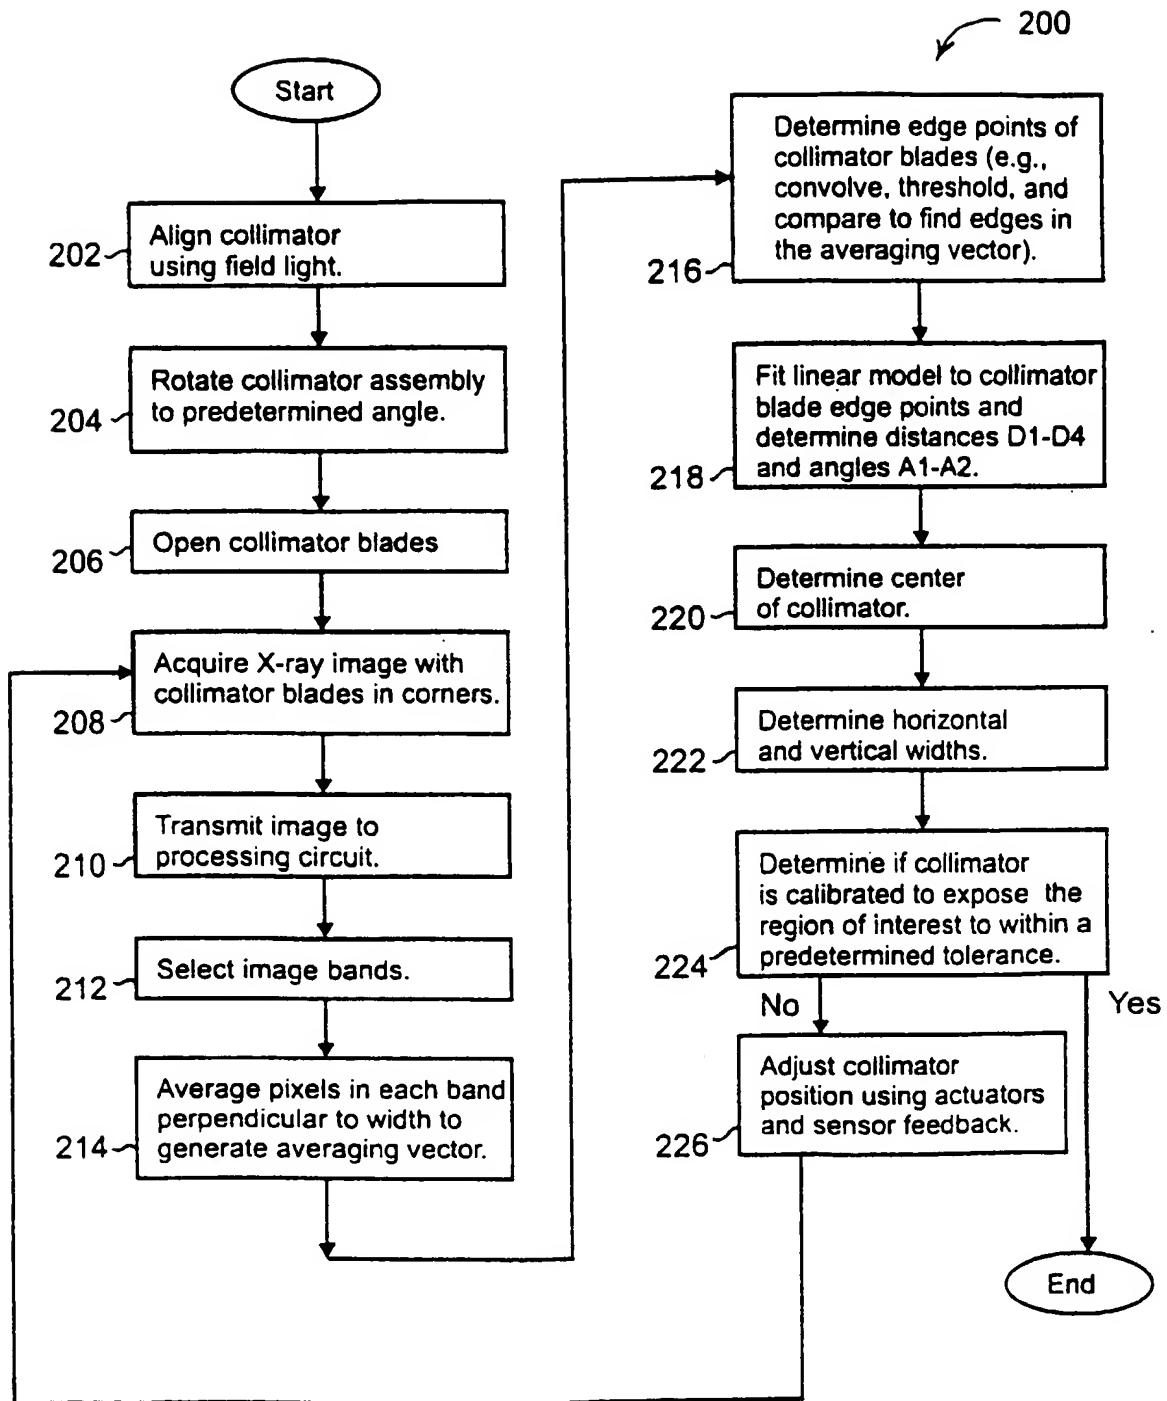 200
Start
202
Align collimator
using field light.
204
Rotate collimator assembly
to predetermined angle.
206
Open collimator blades
208
Acquire X-ray image with
collimator blades in corners.
210
Transmit image to
processing circuit.
212
Select image bands.
214
Average pixels in each band
perpendicular to width to
generate averaging vector.
216
Determine edge points of
collimator blades (e.g.,
convolve, threshold, and
compare to find edges in
the averaging vector).
218
Fit linear model to collimator
blade edge points and
determine distances D1-D4
and angles A1-A2.
220
Determine center
of collimator.
222
Determine horizontal
and vertical widths.
224
Determine if collimator
is calibrated to expose the
region of interest to within a
predetermined tolerance.
No
Yes
226
Adjust collimator
position using actuators
and sensor feedback.
End